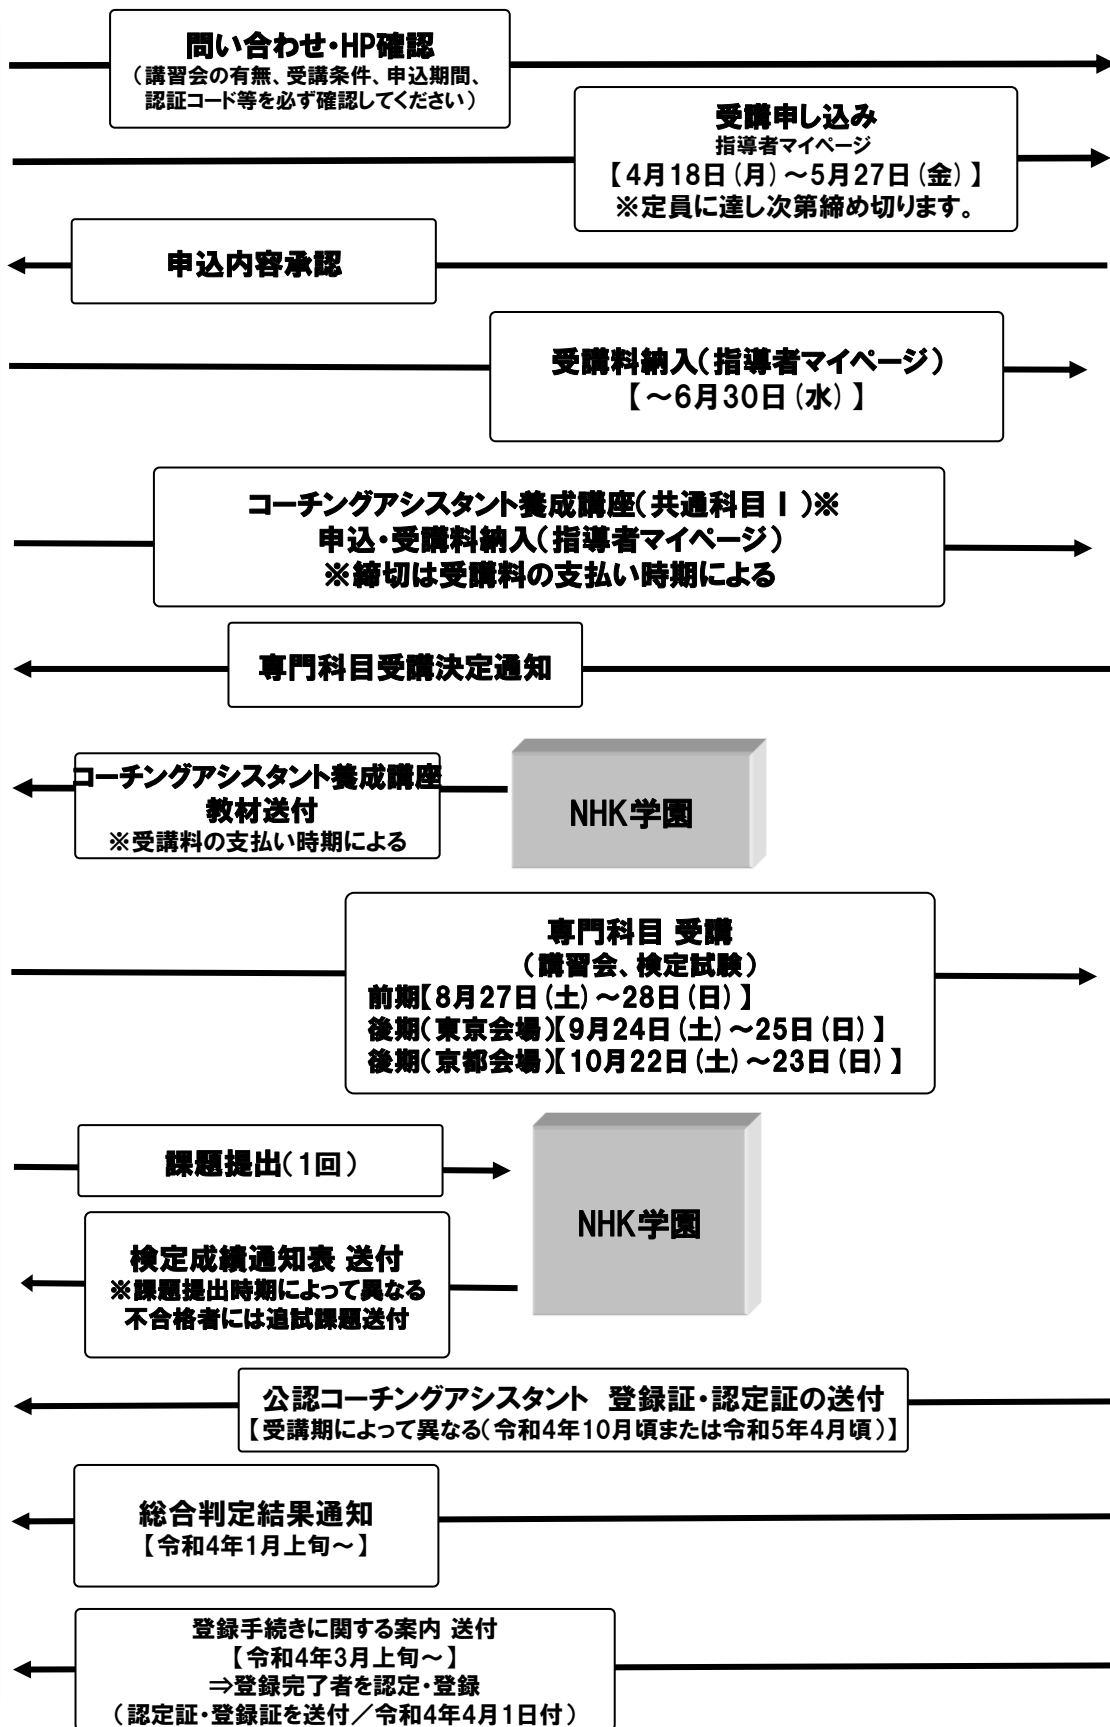 問い合わせ・HP確認
（講習会の有無、受講条件、申込期間、
認証コード等を必ず確認してください）
受講申し込み
指導者マイページ
【4月18日（月）～5月27日（金）】
※定員に達し次第締め切ります。
申込内容承認
受講料納入（指導者マイページ）
【～6月30日（水）】
コーチングアシスタント養成講座（共通科目Ⅰ）※
申込・受講料納入（指導者マイページ）
※締切は受講料の支払い時期による
専門科目受講決定通知
コーチングアシスタント養成講座
教材送付
※受講料の支払い時期による
NHK学園
専門科目 受講
（講習会、検定試験）
前期【8月27日（土）～28日（日）】
後期（東京会場）【9月24日（土）～25日（日）】
後期（京都会場）【10月22日（土）～23日（日）】
課題提出（1回）
NHK学園
検定成績通知表 送付
※課題提出時期によって異なる
不合格者には追試課題送付
公認コーチングアシスタント　登録証・認定証の送付
【受講期によって異なる（令和4年10月頃または令和5年4月頃）】
総合判定結果通知
【令和4年1月上旬～】
登録手続きに関する案内 送付
【令和4年3月上旬～】
⇒登録完了者を認定・登録
（認定証・登録証を送付／令和4年4月1日付）